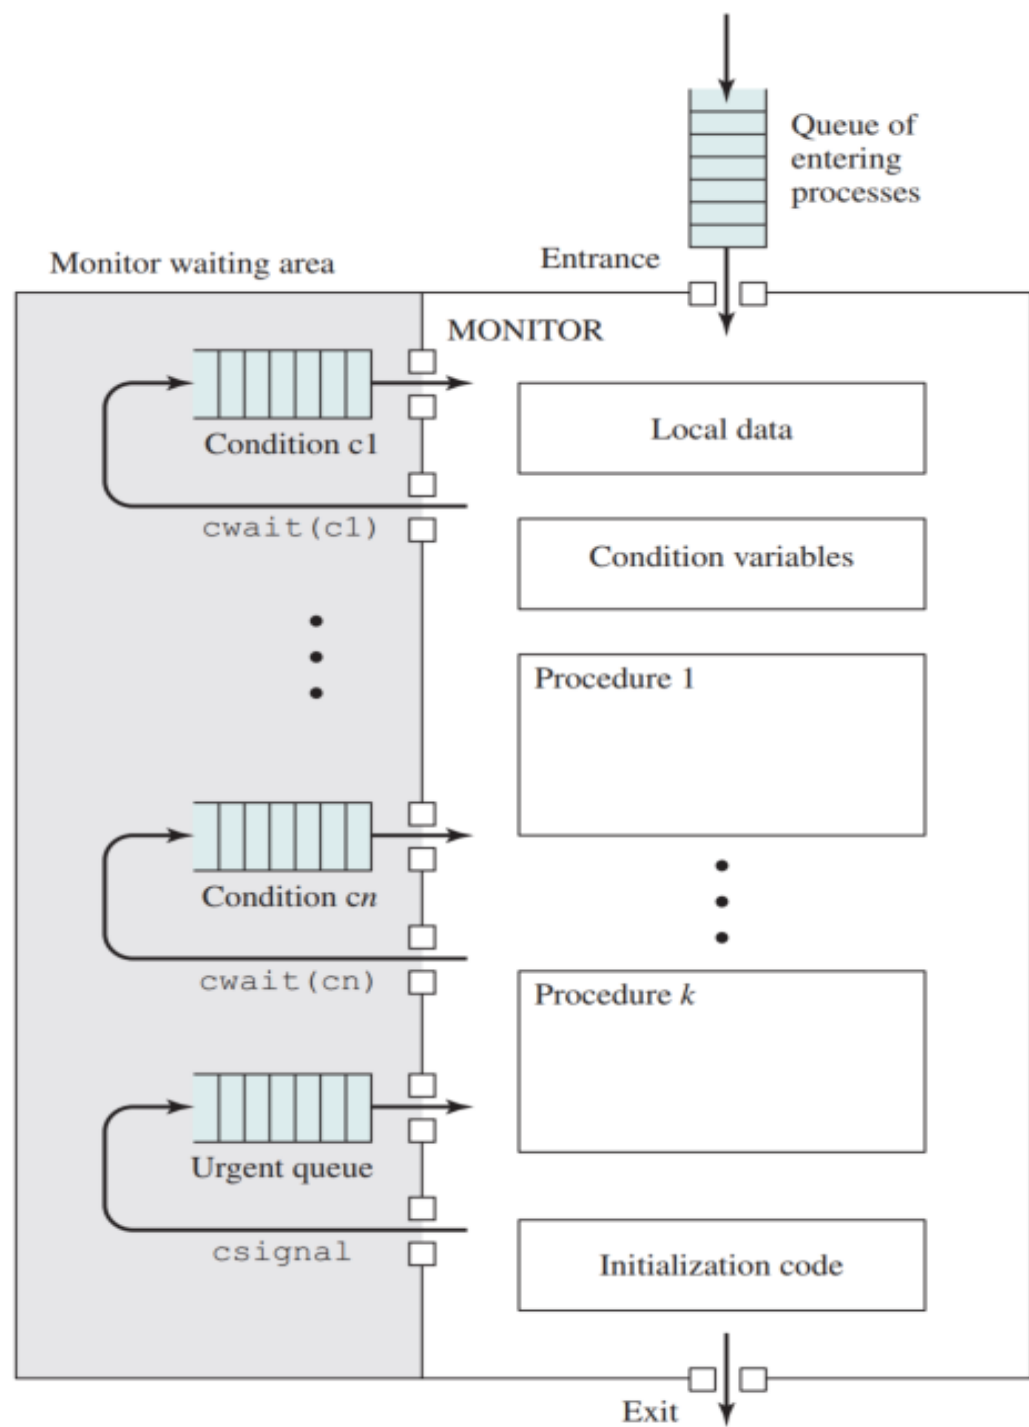 Queue of
entering
processes
Entrance
Monitor waiting area
MONITOR
Condition c1
cwait(c1)
Local data
Condition variables
Procedure 1
Condition cn
cwait(cn)
Procedure k
Urgent queue
csignal
Initialization code
Exit